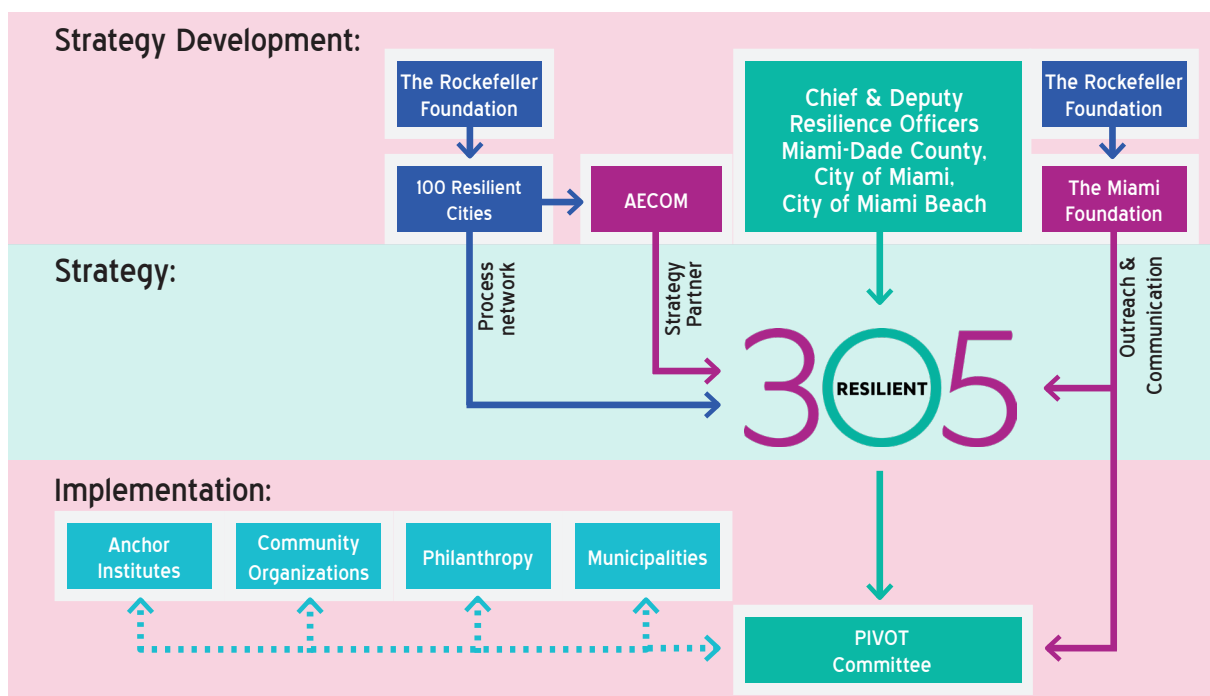 Strategy Development:
The Rockefeller
Foundation
100 Resilient
Cities
AECOM
Chief & Deputy
Resilience Officers
Miami-Dade County,
City of Miami,
City of Miami Beach
The Rockefeller
Foundation
The Miami
Foundation
Strategy:
Process
network
Strategy
Partner
305
RESILIENT
Outreach &
Communication
Implementation:
Anchor
Institutes
Community
Organizations
Philanthropy
Municipalities
PIVOT
Committee